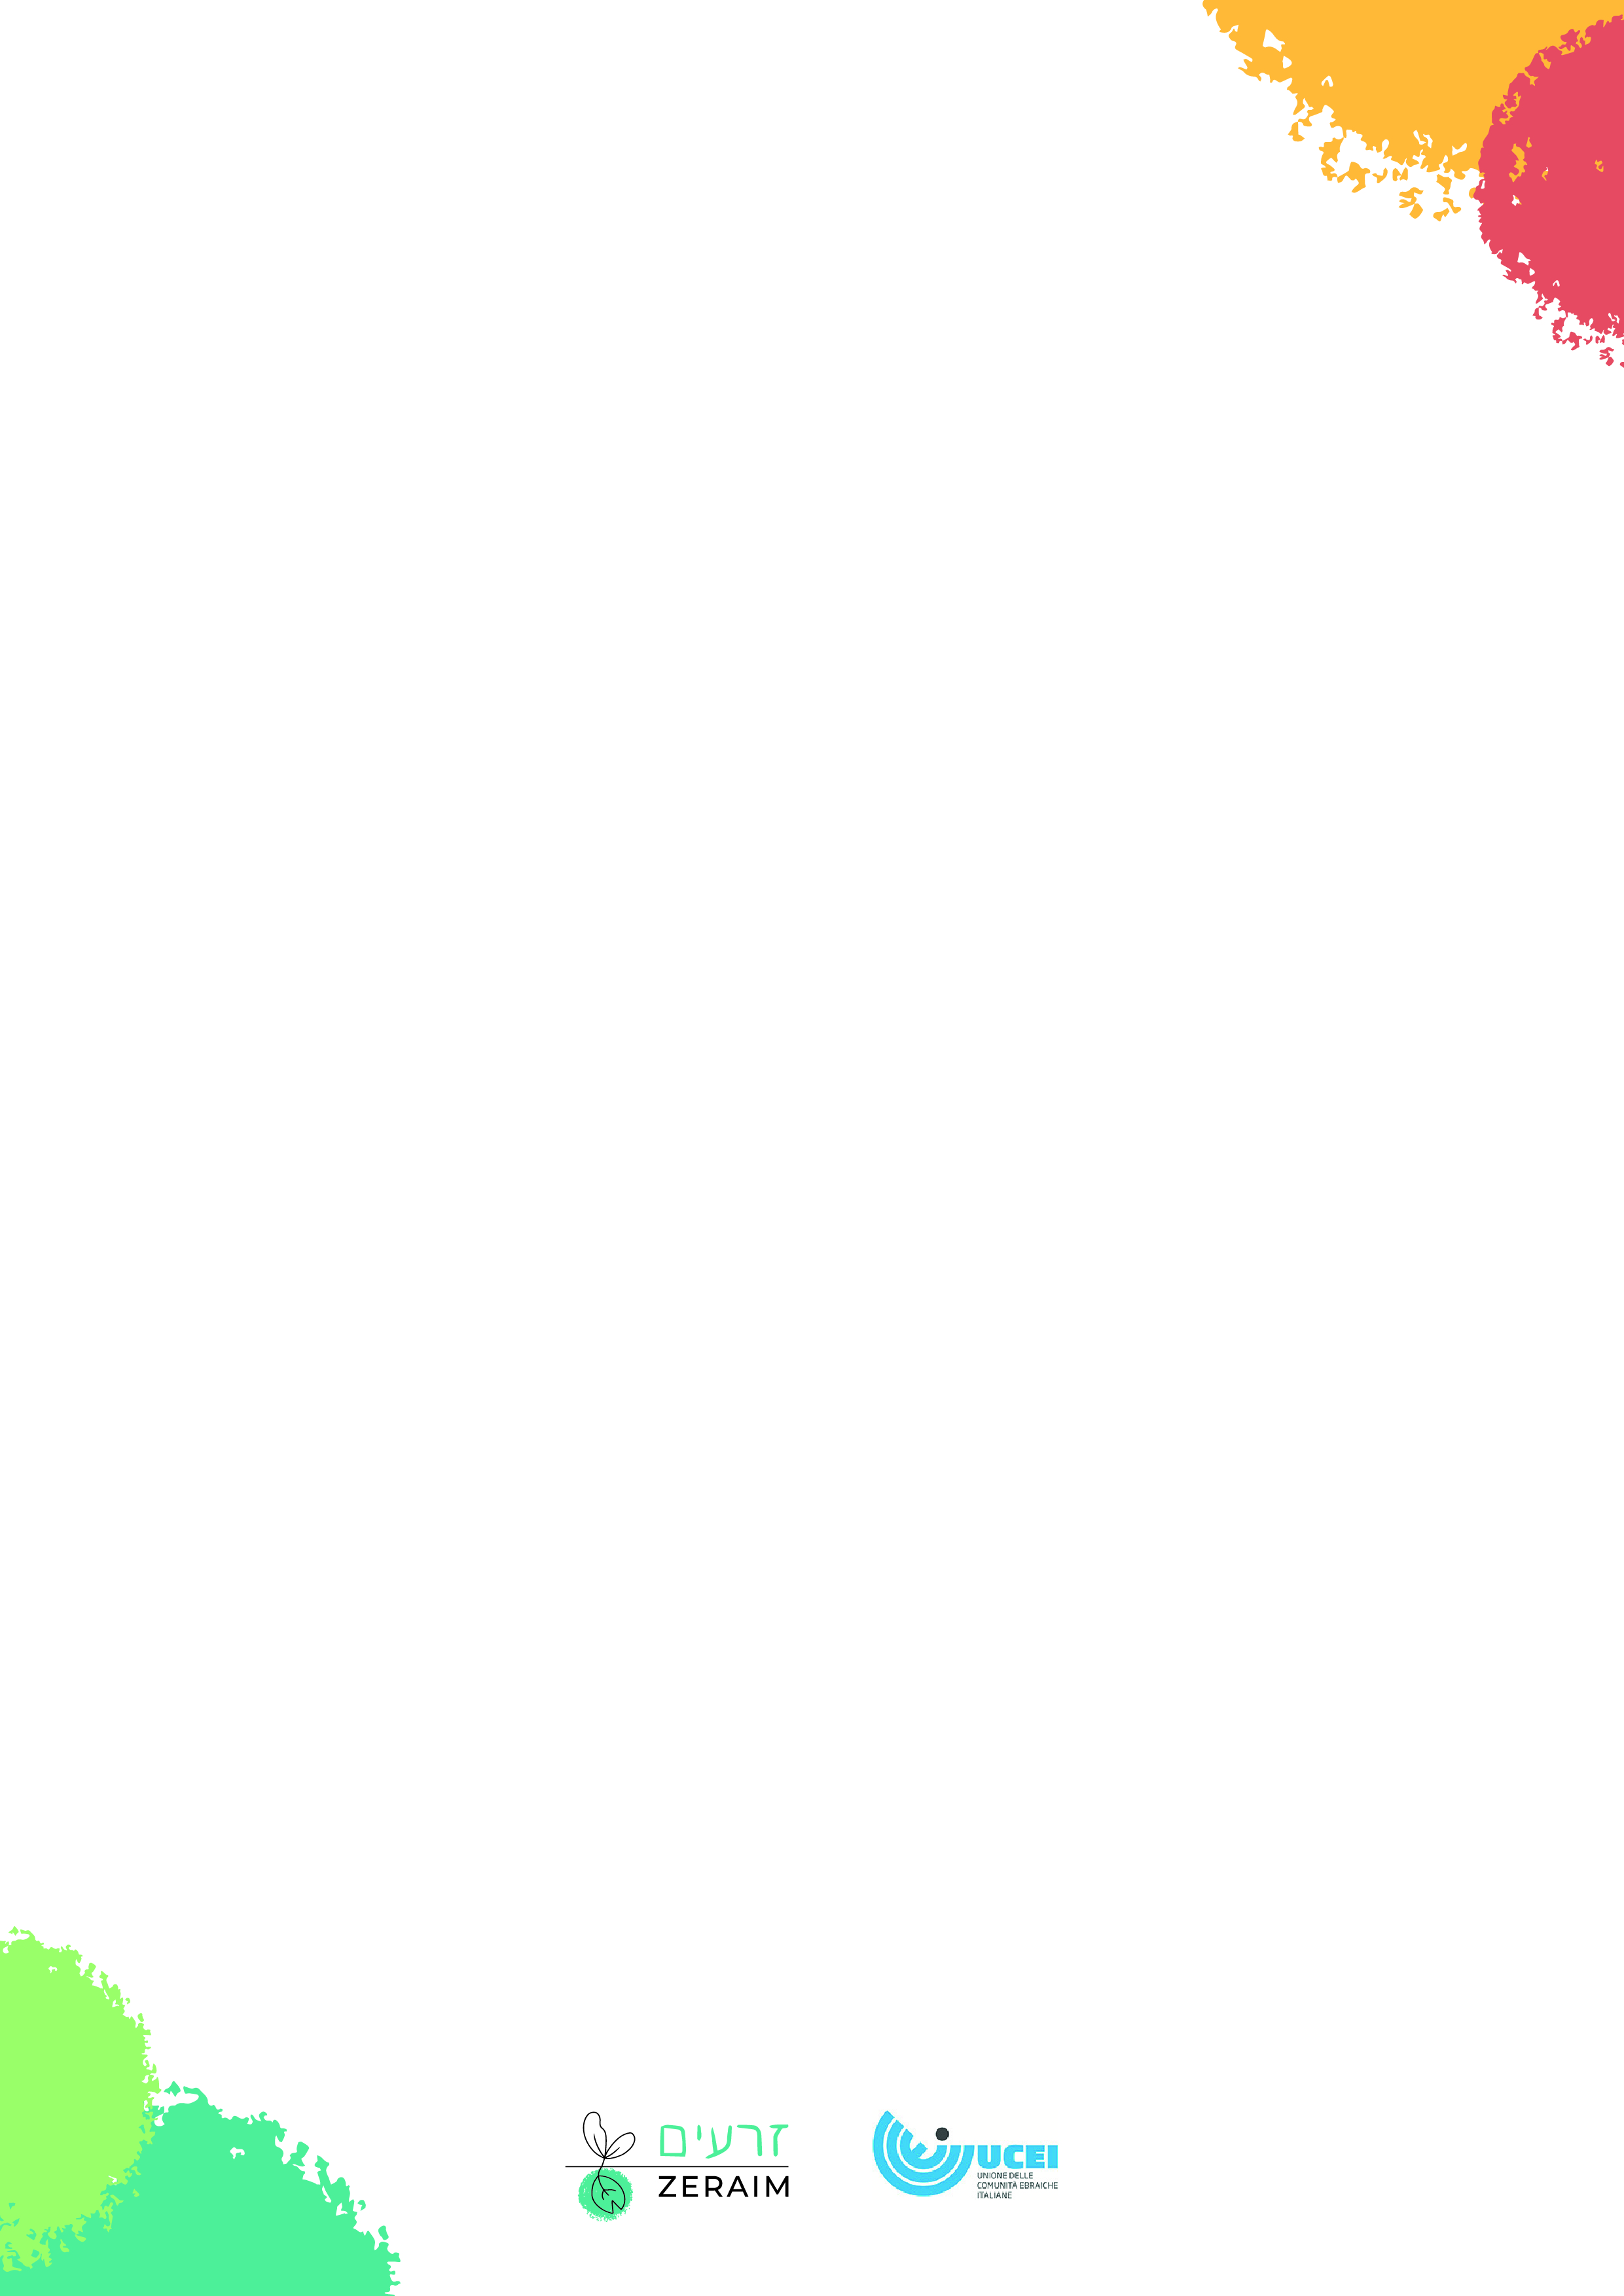 זרעים
ZERAIM
UCEI
UNIONE DELLE
COMUNITÀ EBRAICHE
ITALIANE